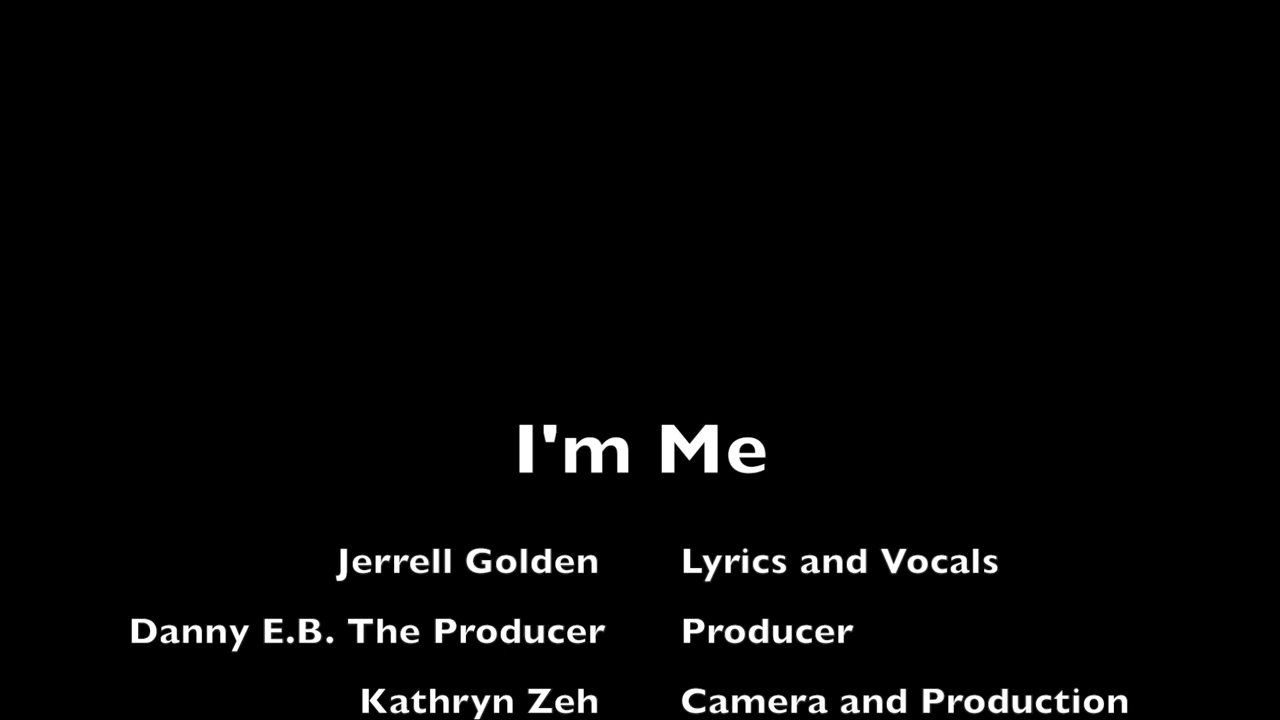 I'm Me
Jerrell Golden Lyrics and Vocals
Danny E.B. The Producer Producer
Kathryn Zeh Camera and Production